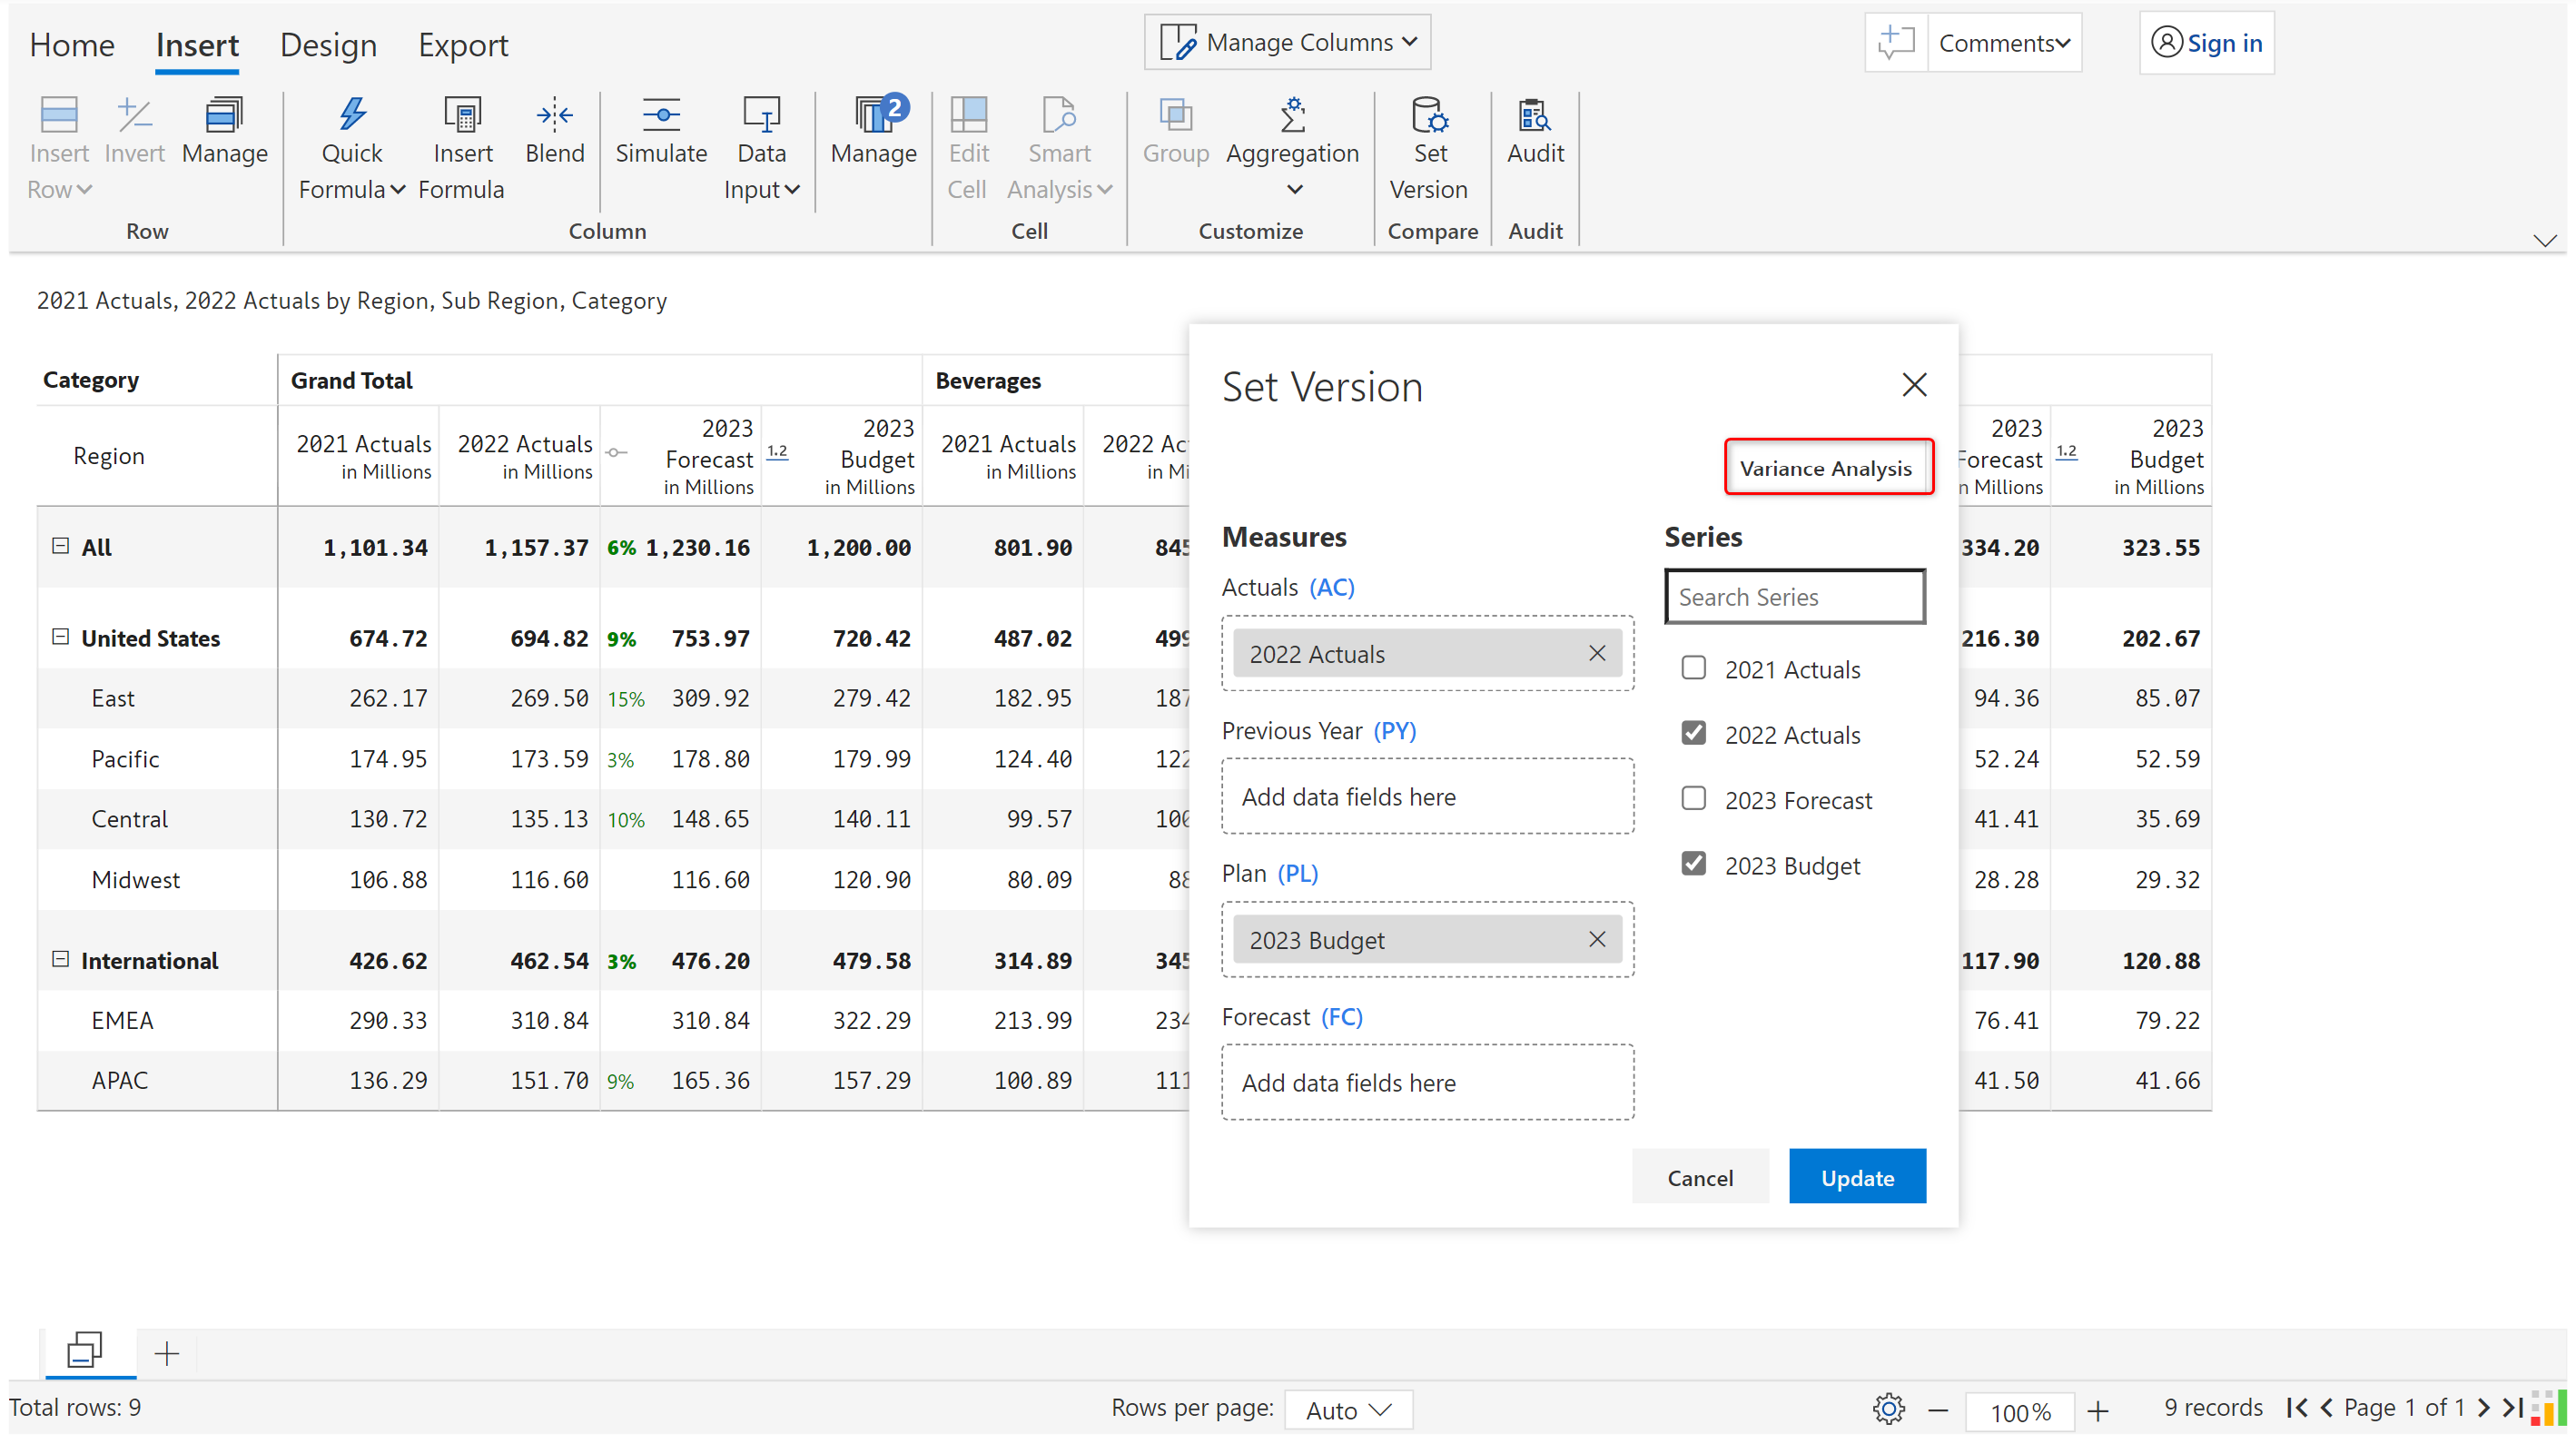 Home Insert Design Export Manage Columns Comments Sign in
2
Insert Invert Manage Quick Insert Blend Simulate Data Manage Edit Smart Group Aggregation Set Audit
Row Formula Formula Input Cell Analysis Version
Row Column Cell Customize Compare Audit
2021 Actuals, 2022 Actuals by Region, Sub Region, Category
Category Grand Total Beverages
Region
2021 Actuals in Millions
2022 Actuals in Millions
2023 Forecast in Millions
1.2
2023 Budget in Millions
2021 Actuals in Millions
2022
2023
in
1.2
2023 Budget in Millions
All 1,101.34 1,157.37 6% 1,230.16 1,200.00 801.90 334.20 323.55
United States 674.72 694.82 9% 753.97 720.42 487.02 216.30 202.67
East 262.17 269.50 15% 309.92 279.42 182.95 94.36 85.07
Pacific 174.95 173.59 3% 178.80 179.99 124.40 52.24 52.59
Central 130.72 135.13 10% 148.65 140.11 99.57 41.41 35.69
Midwest 106.88 116.60 116.60 120.90 80.09 28.28 29.32
International 426.62 462.54 3% 476.20 479.58 314.89 117.90 120.88
EMEA 290.33 310.84 310.84 322.29 213.99 76.41 79.22
APAC 136.29 151.70 9% 165.36 157.29 100.89 41.50 41.66
Set Version
Variance Analysis
Measures
Actuals (AC)
2022 Actuals
Previous Year (PY)
Add data fields here
Plan (PL)
2023 Budget
Forecast (FC)
Add data fields here
Series
Search Series
2021 Actuals
2022 Actuals
2023 Forecast
2023 Budget
Cancel Update
Total rows: 9 Rows per page: Auto 100% 9 records Page 1 of 1